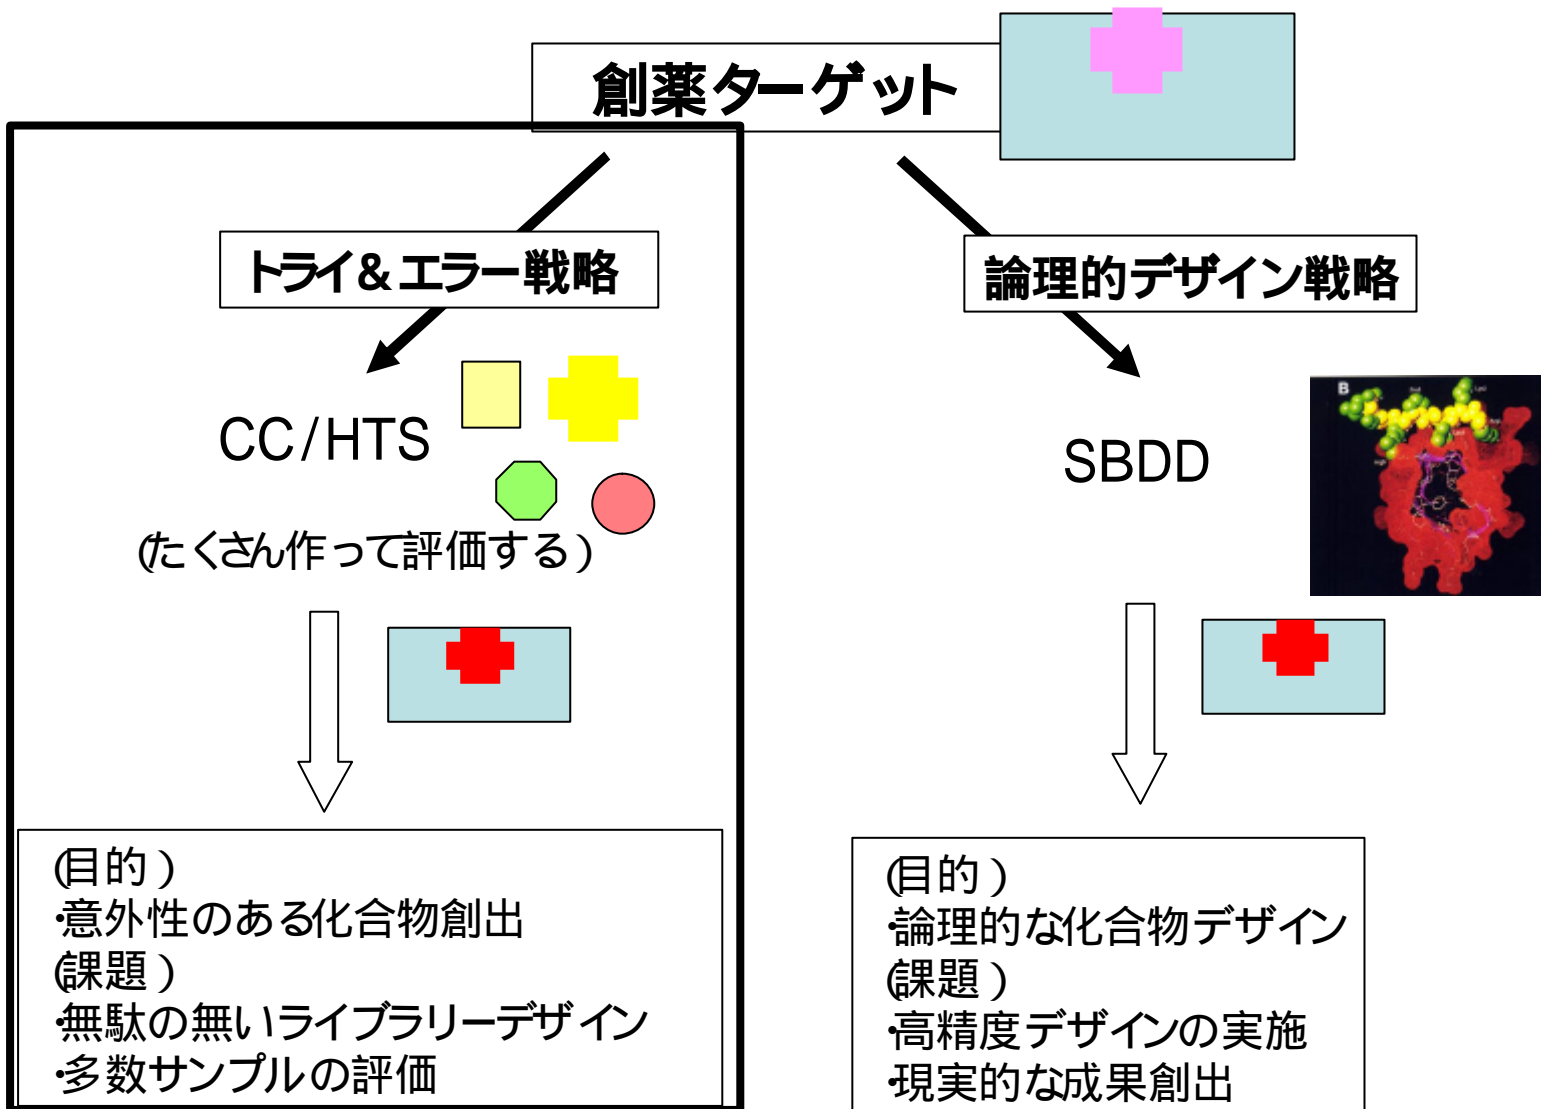 創薬ターゲット
トライ&エラー戦略
論理的デザイン戦略
CC/HTS
(たくさん作って評価する)
SBDD
B
(目的)
・意外性のある化合物創出
(課題)
・無駄の無いライブラリーデザイン
・多数サンプルの評価
(目的)
・論理的な化合物デザイン
(課題)
・高精度デザインの実施
・現実的な成果創出